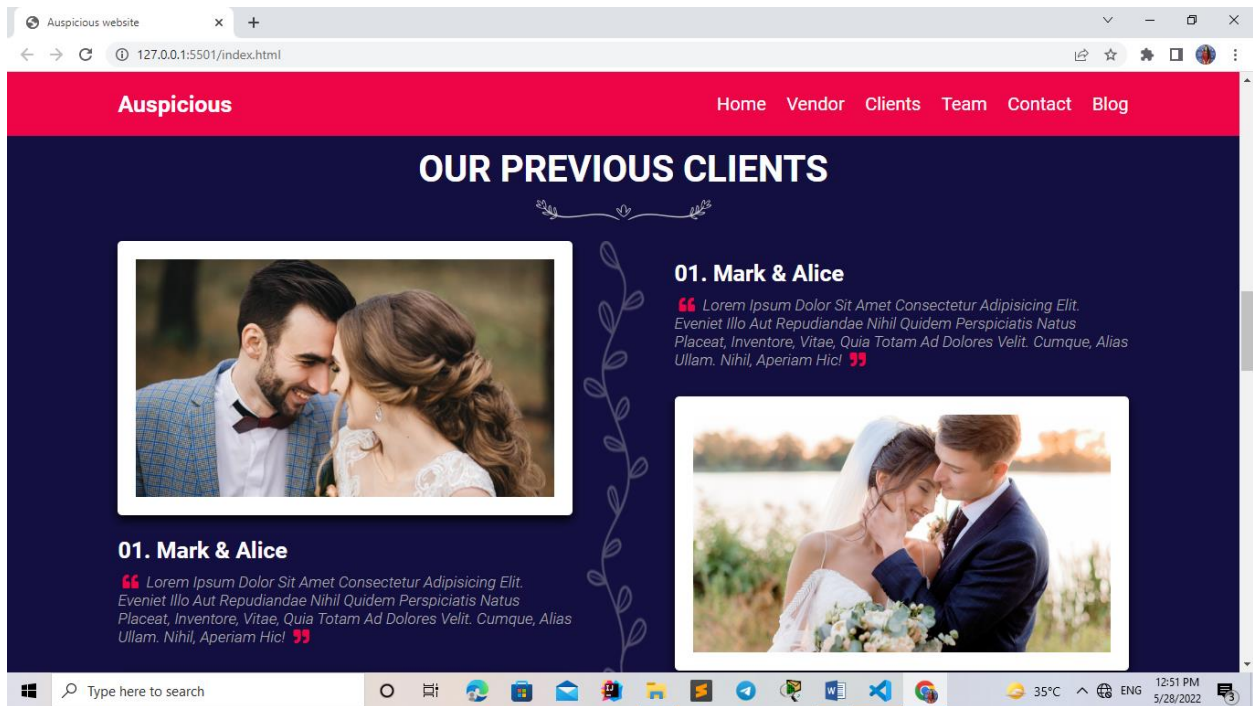 Auspicious website
127.0.0.1:5501/index.html
Auspicious
Home Vendor Clients Team Contact Blog
OUR PREVIOUS CLIENTS
01. Mark & Alice
❝ Lorem Ipsum Dolor Sit Amet Consectetur Adipisicing Elit.
Eveniet Illo Aut Repudiandae Nihil Quidem Perspiciatis Natus
Placeat, Inventore, Vitae, Quia Totam Ad Dolores Velit. Cumque, Alias
Ullam. Nihil, Aperiam Hic! ❞
01. Mark & Alice
❝ Lorem Ipsum Dolor Sit Amet Consectetur Adipisicing Elit.
Eveniet Illo Aut Repudiandae Nihil Quidem Perspiciatis Natus
Placeat, Inventore, Vitae, Quia Totam Ad Dolores Velit. Cumque, Alias
Ullam. Nihil, Aperiam Hic! ❞
Type here to search
35°C
ENG
12:51 PM
5/28/2022
3